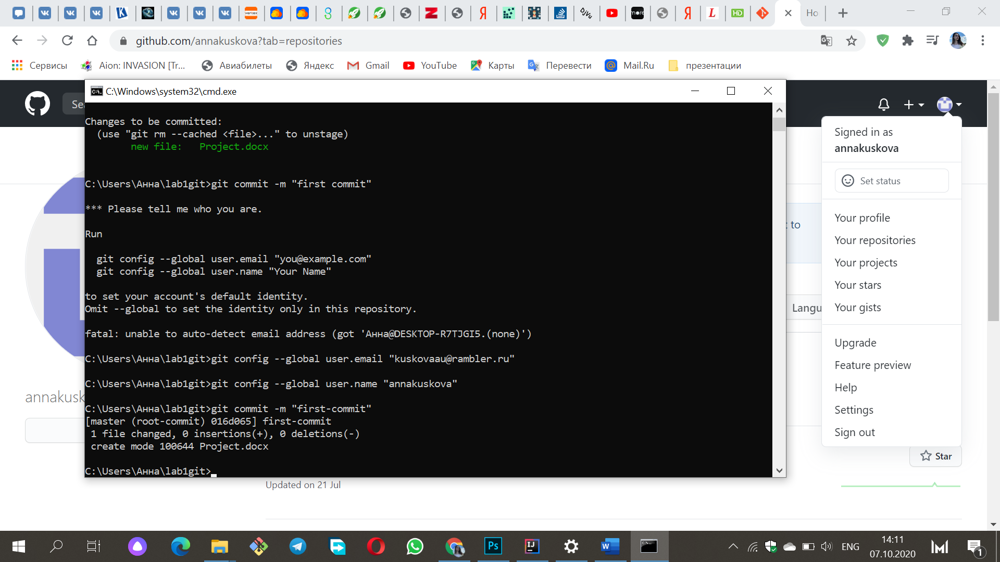 Ho
github.com/annakuskova?tab=repositories
Сервисы
Aion: INVASION [Tr...
Авиабилеты
Яндекс
Gmail
YouTube
Карты
Перевести
Mail.Ru
презентации
C:\Windows\system32\cmd.exe
Sea
Changes to be committed:
(use "git rm --cached <file>..." to unstage)
new file:   Project.docx
C:\Users\Анна\lab1git>git commit -m "first commit"
*** Please tell me who you are.
Run
git config --global user.email "you@example.com"
git config --global user.name "Your Name"
to set your account's default identity.
Omit --global to set the identity only in this repository.
fatal: unable to auto-detect email address (got 'Анна@DESKTOP-R7TJGI5.(none)')
C:\Users\Анна\lab1git>git config --global user.email "kuskovaau@rambler.ru"
C:\Users\Анна\lab1git>git config --global user.name "annakuskova"
C:\Users\Анна\lab1git>git commit -m "first-commit"
[master (root-commit) 016d065] first-commit
1 file changed, 0 insertions(+), 0 deletions(-)
create mode 100644 Project.docx
C:\Users\Анна\lab1git>
Signed in as
annakuskova
Set status
Your profile
to
Your repositories
Your projects
Your stars
Your gists
Langu
Upgrade
Feature preview
Help
Settings
Sign out
annakusk
Star
Updated on 21 Jul
ENG
14:11
07.10.2020
1